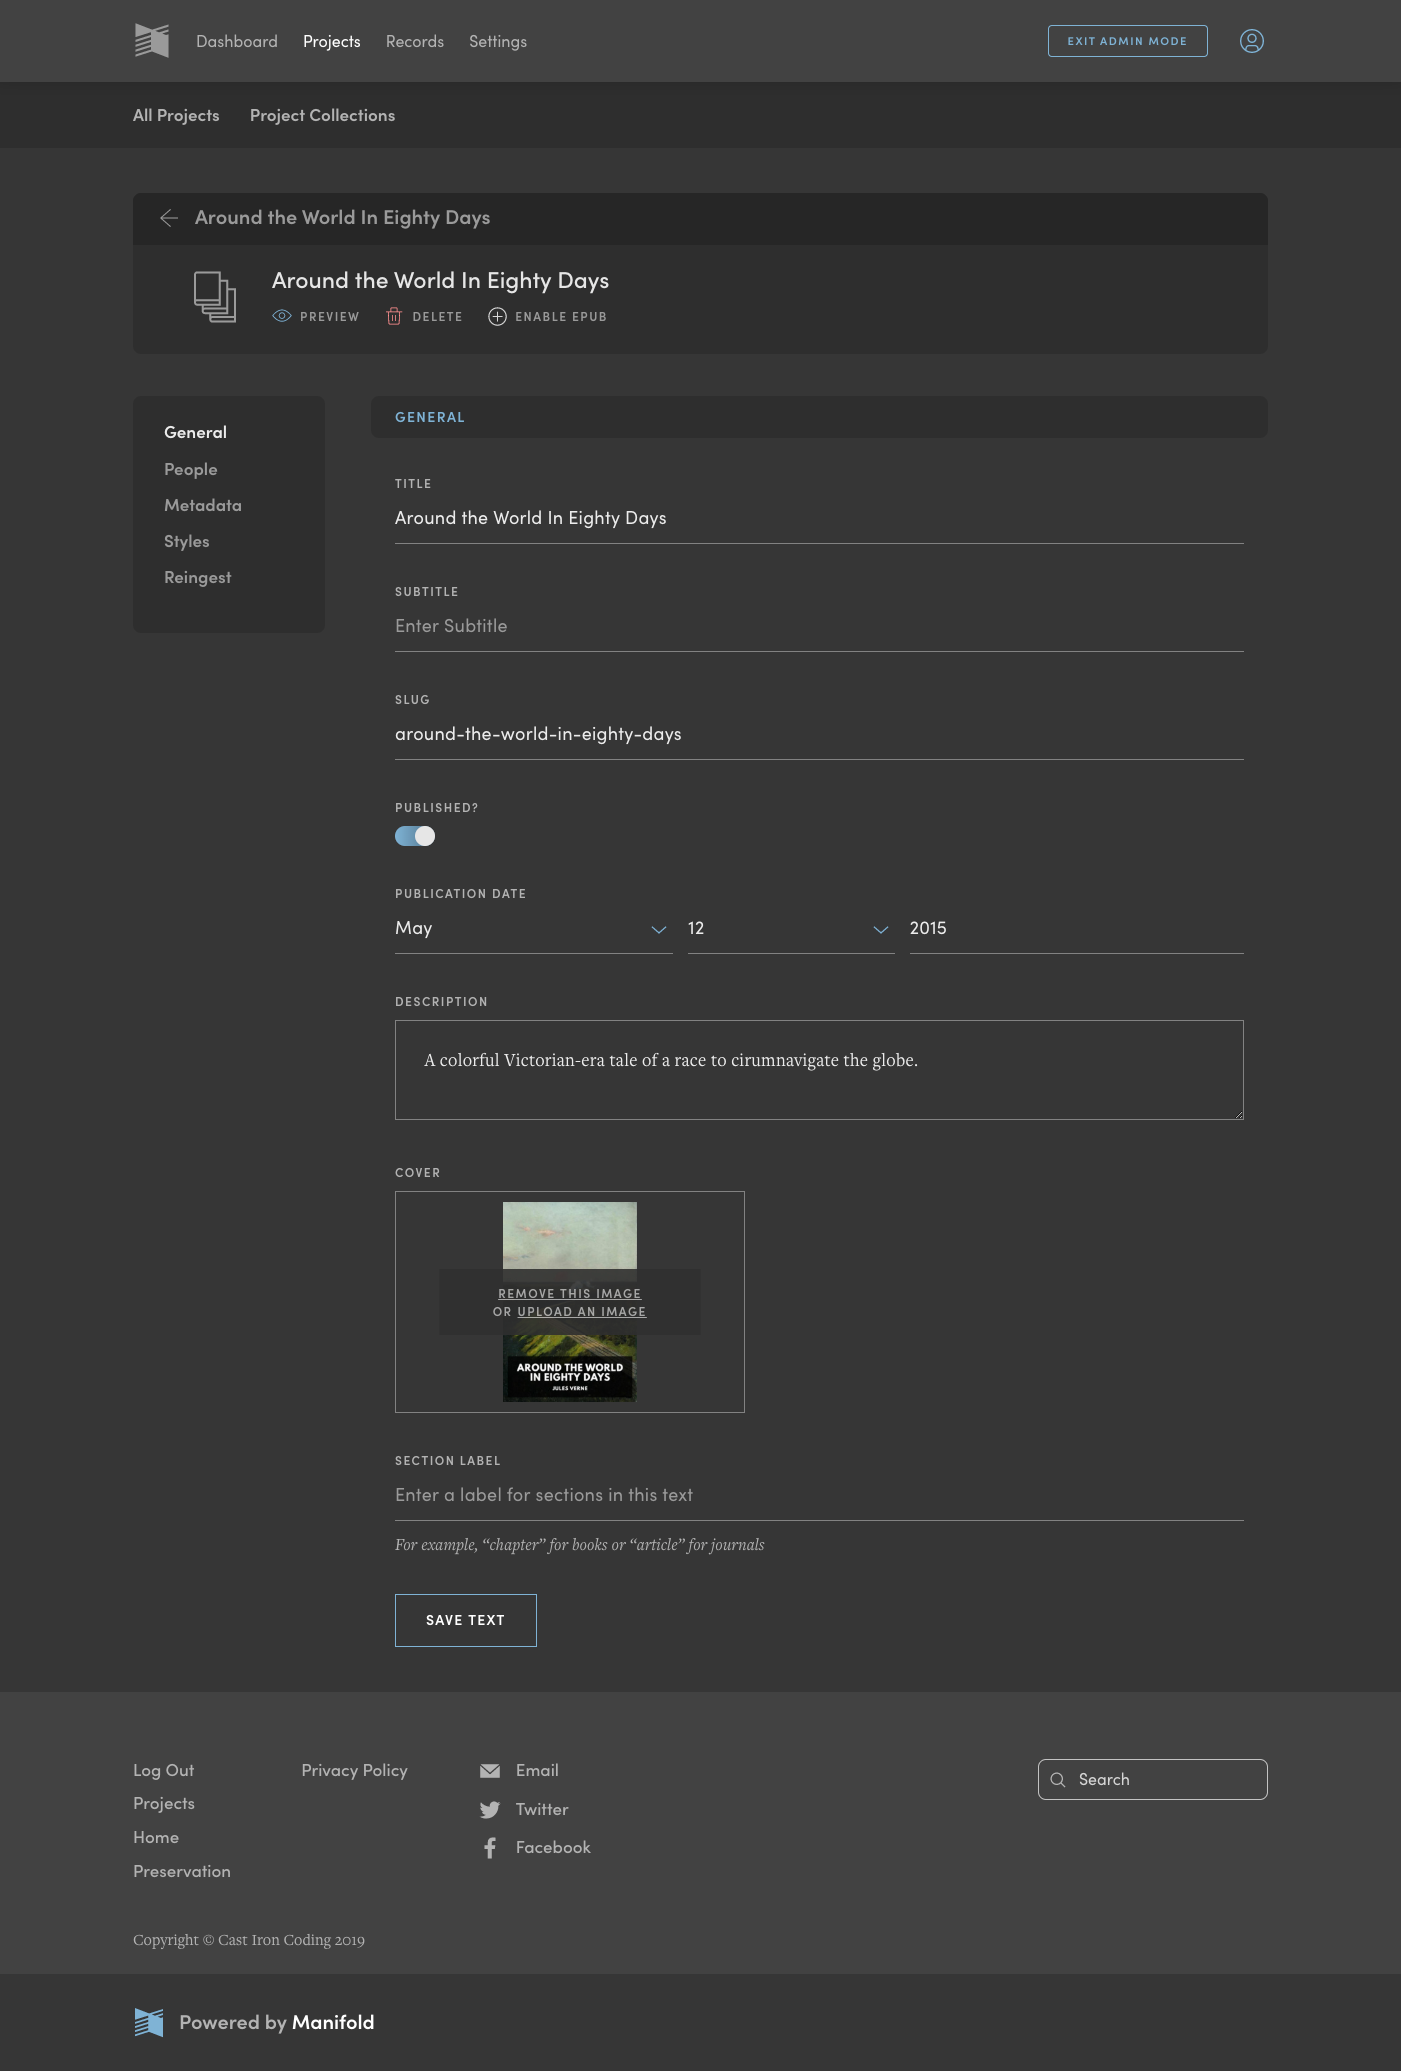 Dashboard Projects Records Settings EXIT ADMIN MODE
All Projects Project Collections
Around the World In Eighty Days
Around the World In Eighty Days
PREVIEW DELETE ENABLE EPUB
General
People
Metadata
Styles
Reingest
GENERAL
TITLE
Around the World In Eighty Days
SUBTITLE
Enter Subtitle
SLUG
around-the-world-in-eighty-days
PUBLISHED?
PUBLICATION DATE
May 12 2015
DESCRIPTION
A colorful Victorian-era tale of a race to cirumnavigate the globe.
COVER
REMOVE THIS IMAGE
OR UPLOAD AN IMAGE
AROUND THE WORLD
IN EIGHTY DAYS
JULES VERNE
SECTION LABEL
Enter a label for sections in this text
For example, “chapter” for books or “article” for journals
SAVE TEXT
Log Out
Projects
Home
Preservation
Privacy Policy
Email
Twitter
Facebook
Search
Copyright © Cast Iron Coding 2019
Powered by Manifold